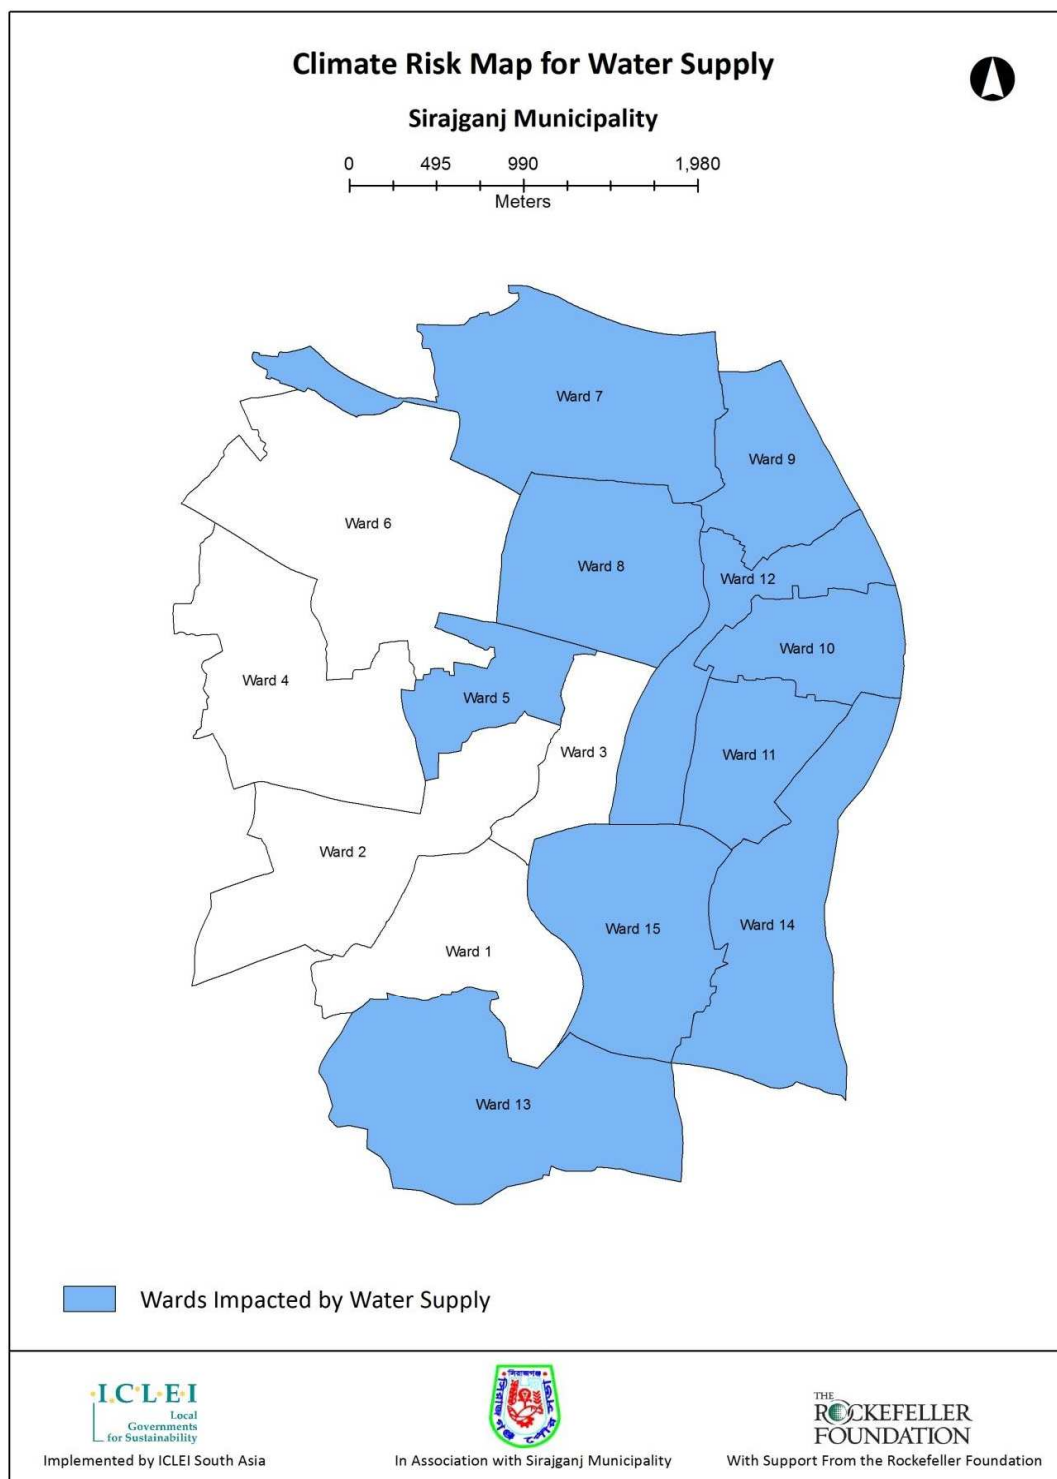 Climate Risk Map for Water Supply
Sirajganj Municipality
0 495 990 1,980
Meters
Ward 7
Ward 9
Ward 6
Ward 8
Ward 12
Ward 10
Ward 4
Ward 5
Ward 3
Ward 11
Ward 2
Ward 14
Ward 15
Ward 1
Ward 13
Wards Impacted by Water Supply
·I·C·L·E·I
Local
Governments
for Sustainability
Implemented by ICLEI South Asia
In Association with Sirajganj Municipality
THE
ROCKEFELLER
FOUNDATION
With Support From the Rockefeller Foundation